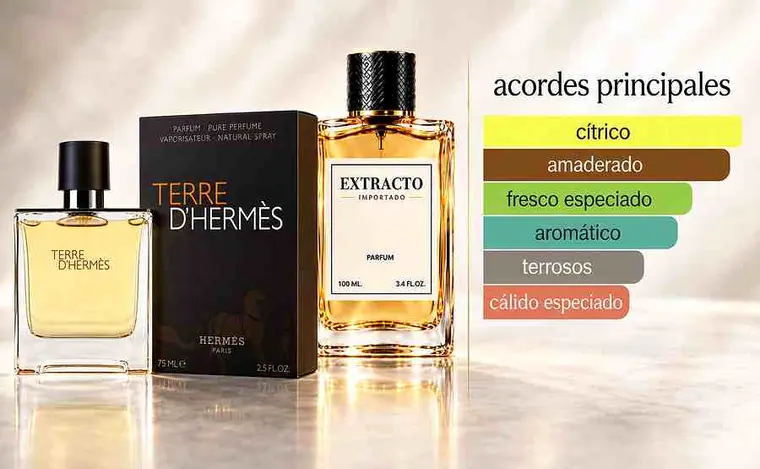 TERRE
D'HERMÈS
PARFUM · PURE PERFUME
VAPORISATEUR · NATURAL SPRAY
TERRE
D'HERMÈS
HERMÈS
PARIS
75 ML e 2.5 FL.OZ.
EXTRACTO
IMPORTADO
PARFUM
100 ML. 3.4 FL.OZ.
acordes principales
cítrico
amaderado
fresco especiado
aromático
terrosos
cálido especiado